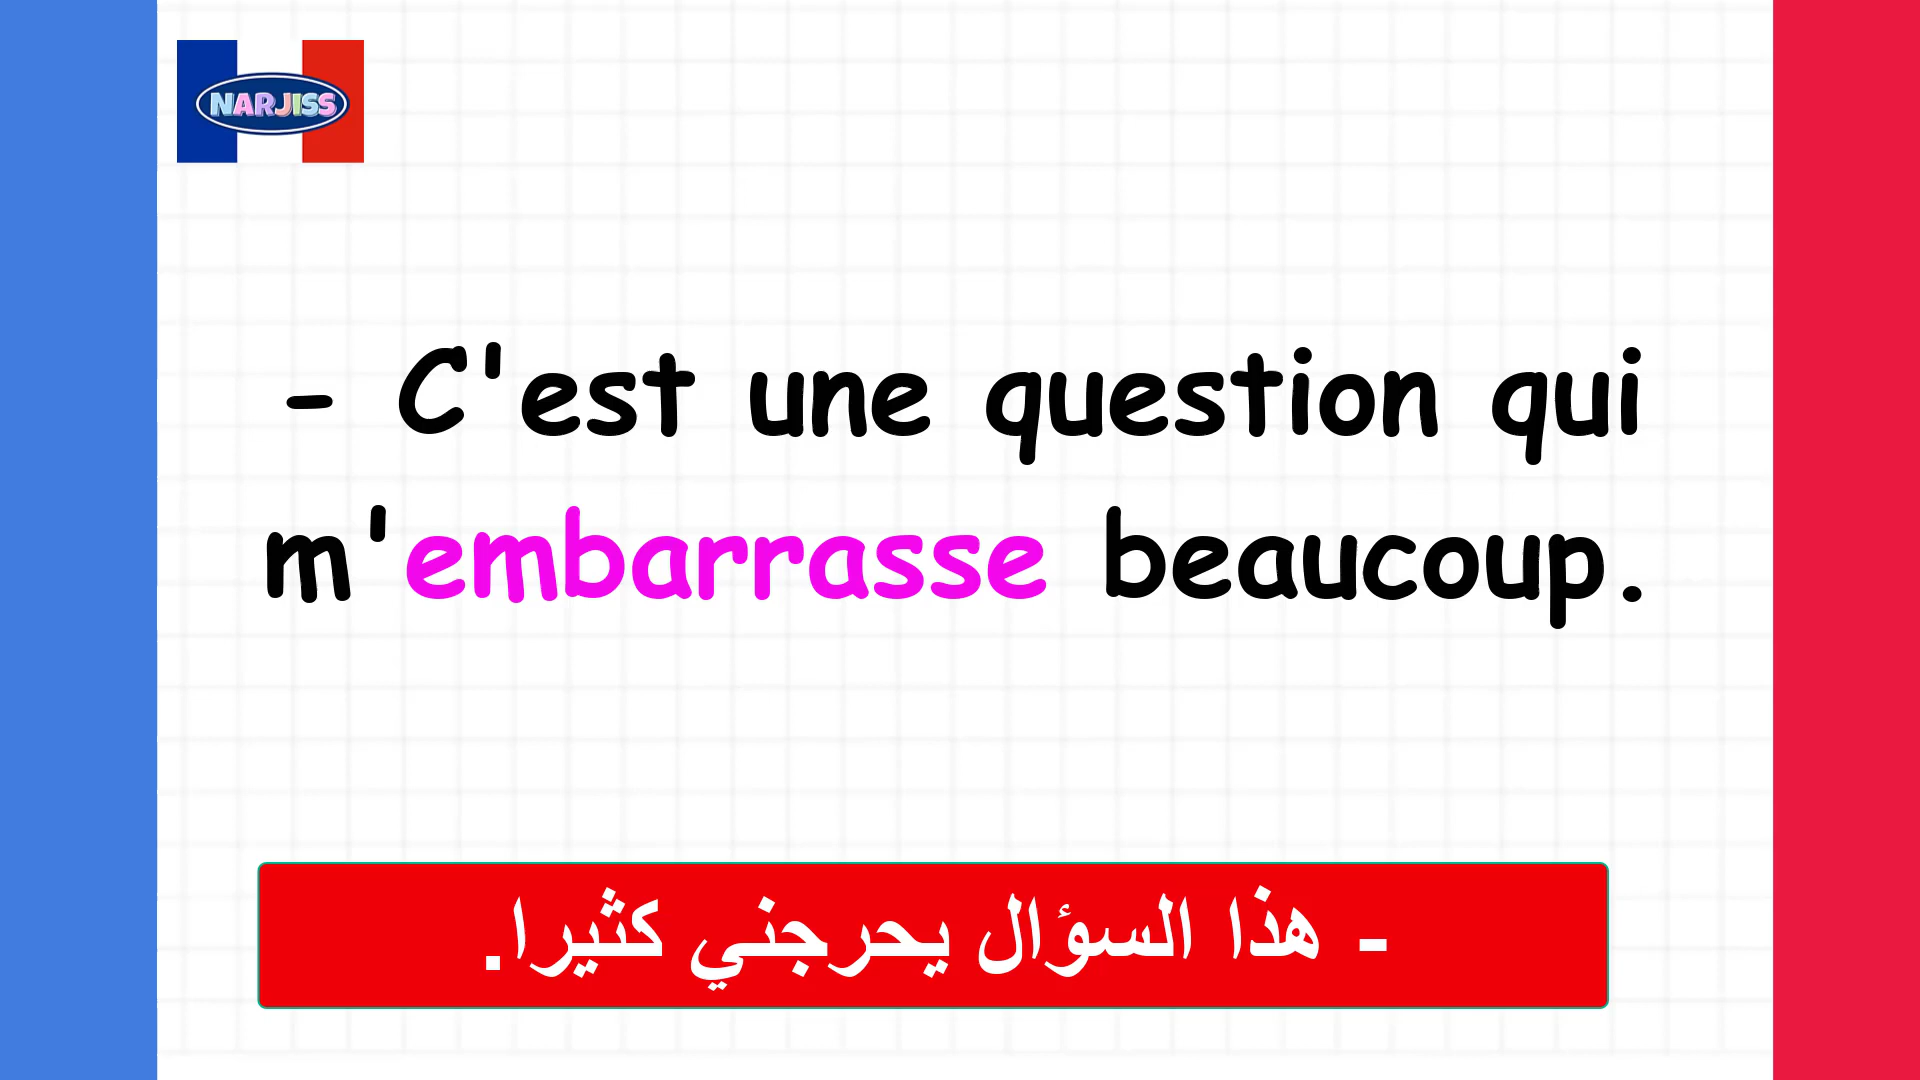 NARJISS
- C'est une question qui
m'embarrasse beaucoup.
- هذا السؤال يحرجني كثيرا.